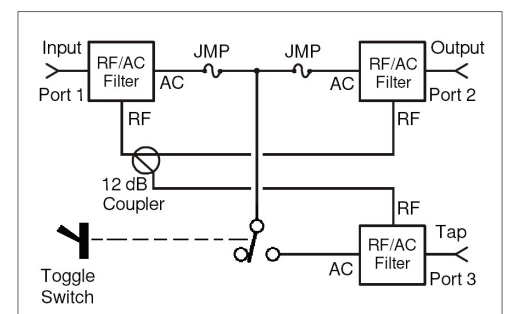 Input
RF/AC
Filter
Port 1
AC
JMP
JMP
AC
RF/AC
Filter
Output
Port 2
RF
RF
12 dB
Coupler
RF
Toggle
Switch
AC
RF/AC
Filter
Tap
Port 3